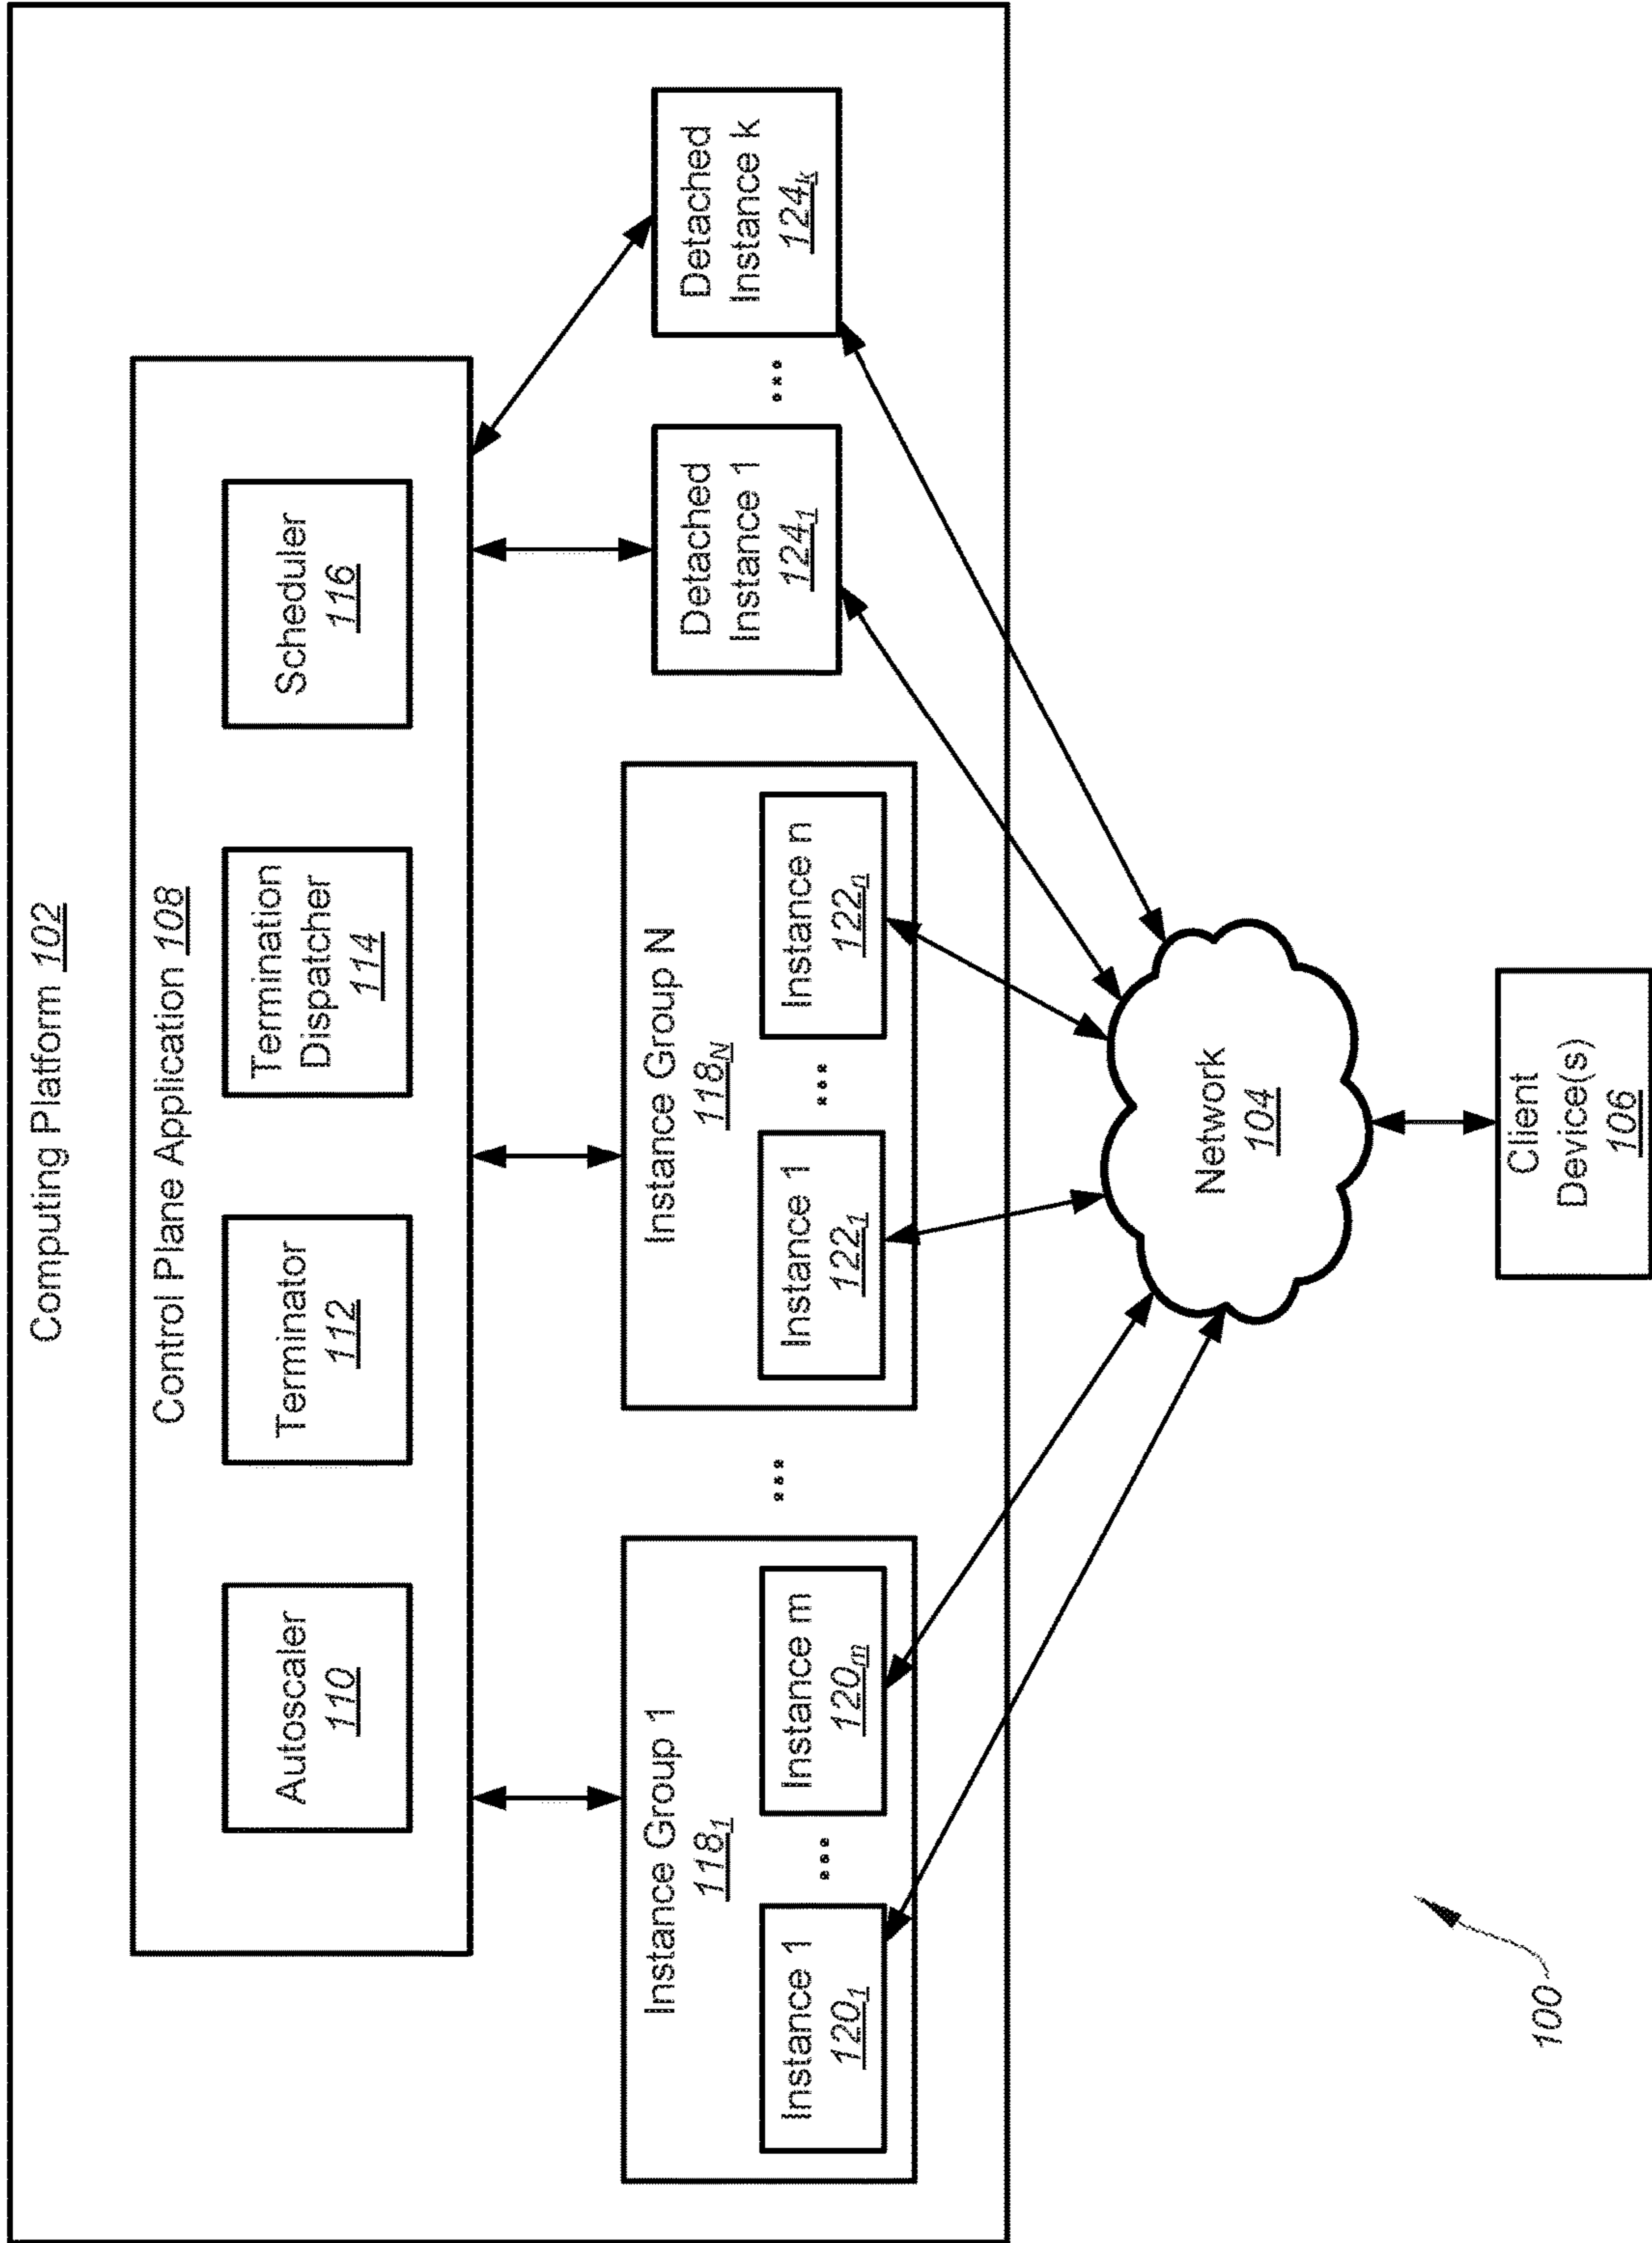 Computing Platform 102
Control Plane Application 108
Autoscaler
110
Terminator
112
Termination
Dispatcher
114
Scheduler
116
Instance Group 1
118₁
Instance 1
120₁
...
Instance m
120ₘ
...
Instance Group N
118_N
Instance 1
122₁
...
Instance n
122ₙ
Detached
Instance 1
124₁
...
Detached
Instance k
124ₖ
Network
104
Client
Device(s)
106
100